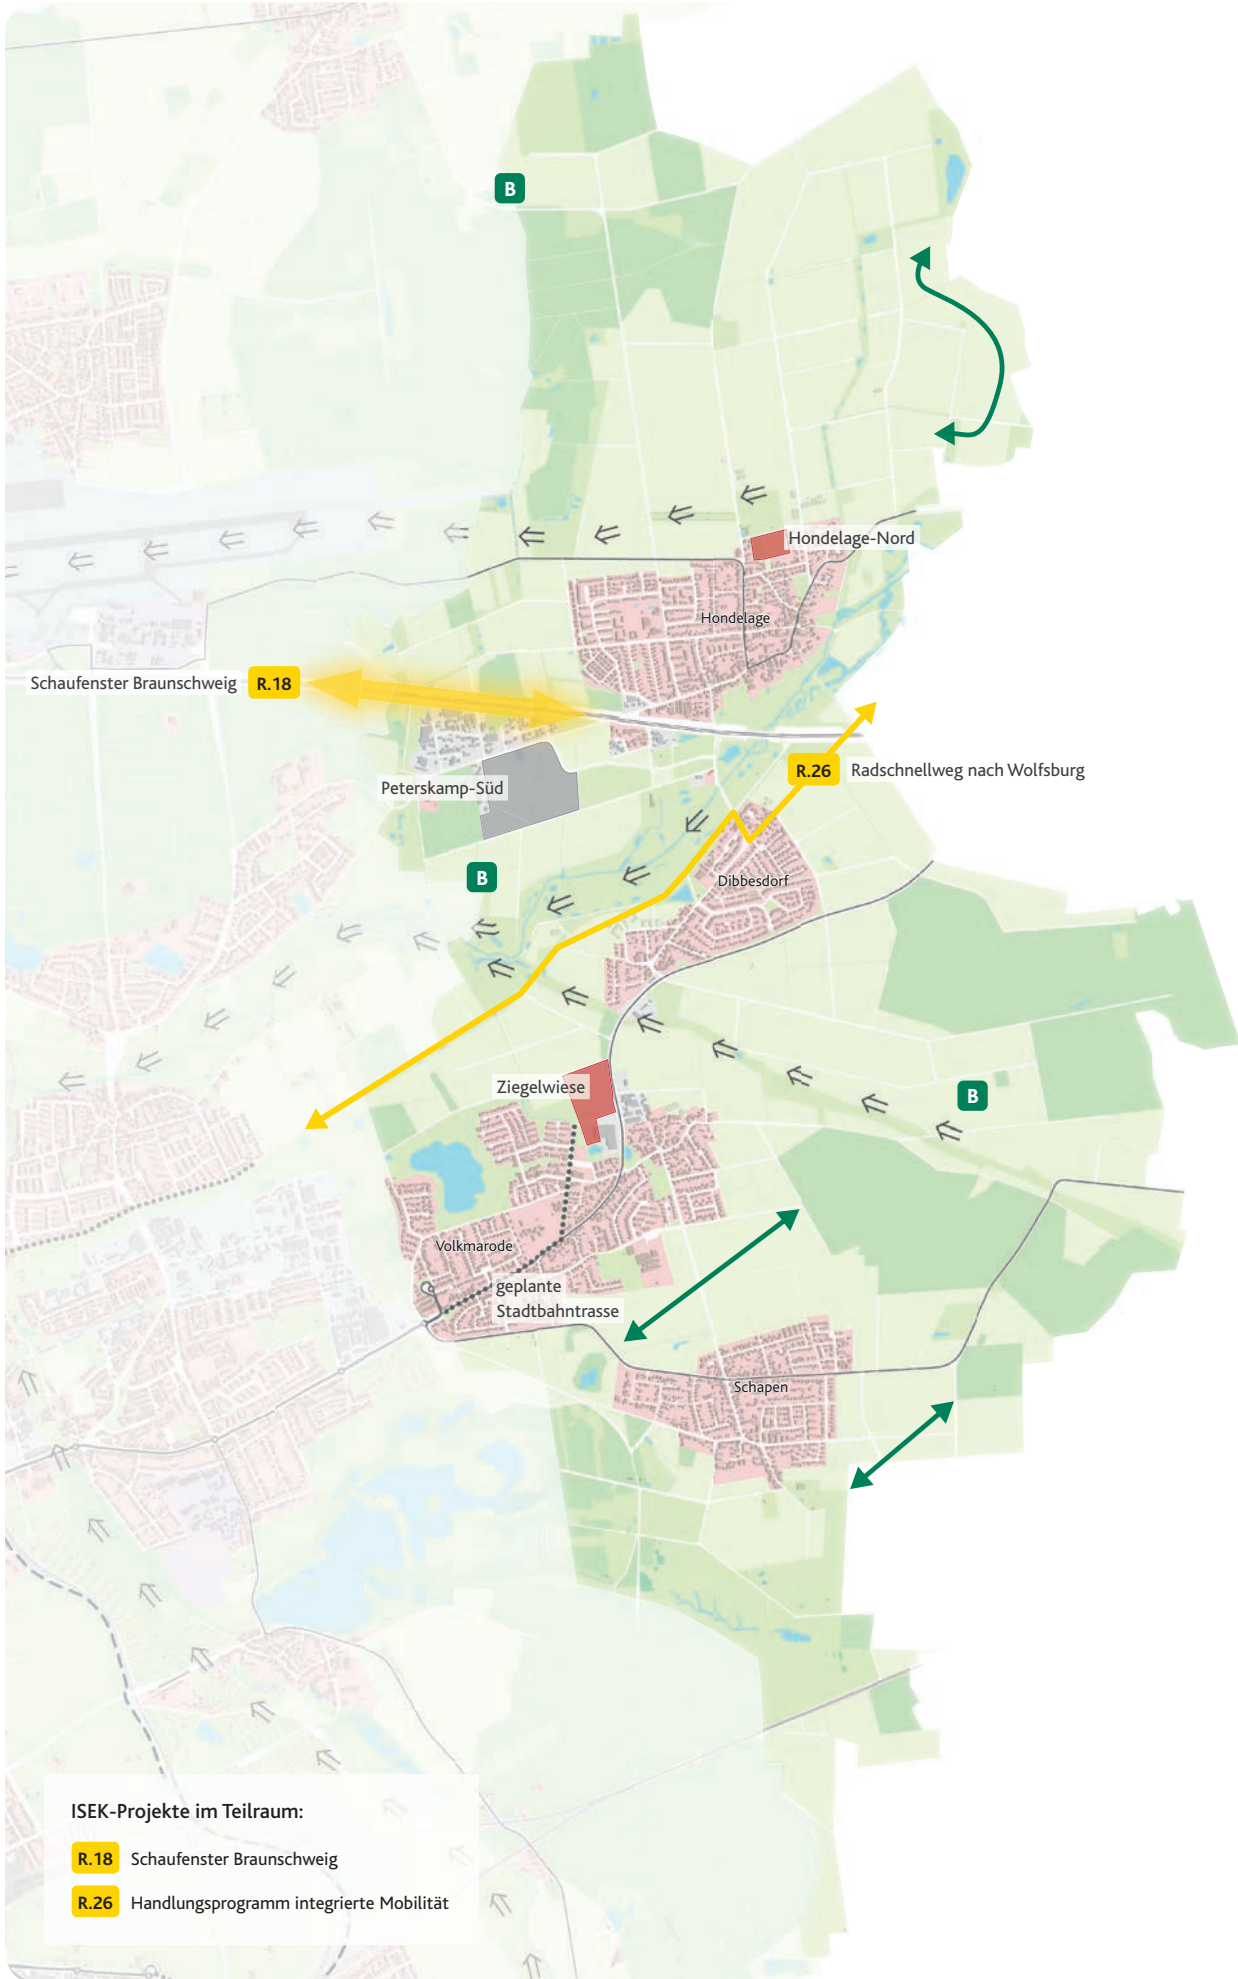 B
Hondelage-Nord
Hondelage
Schaufenster Braunschweig R.18
R.26 Radschnellweg nach Wolfsburg
Peterskamp-Süd
B
Dibbesdorf
Ziegelwiese
B
Volkmarode
geplante
Stadtbahntrasse
Schapen
ISEK-Projekte im Teilraum:
R.18 Schaufenster Braunschweig
R.26 Handlungsprogramm integrierte Mobilität